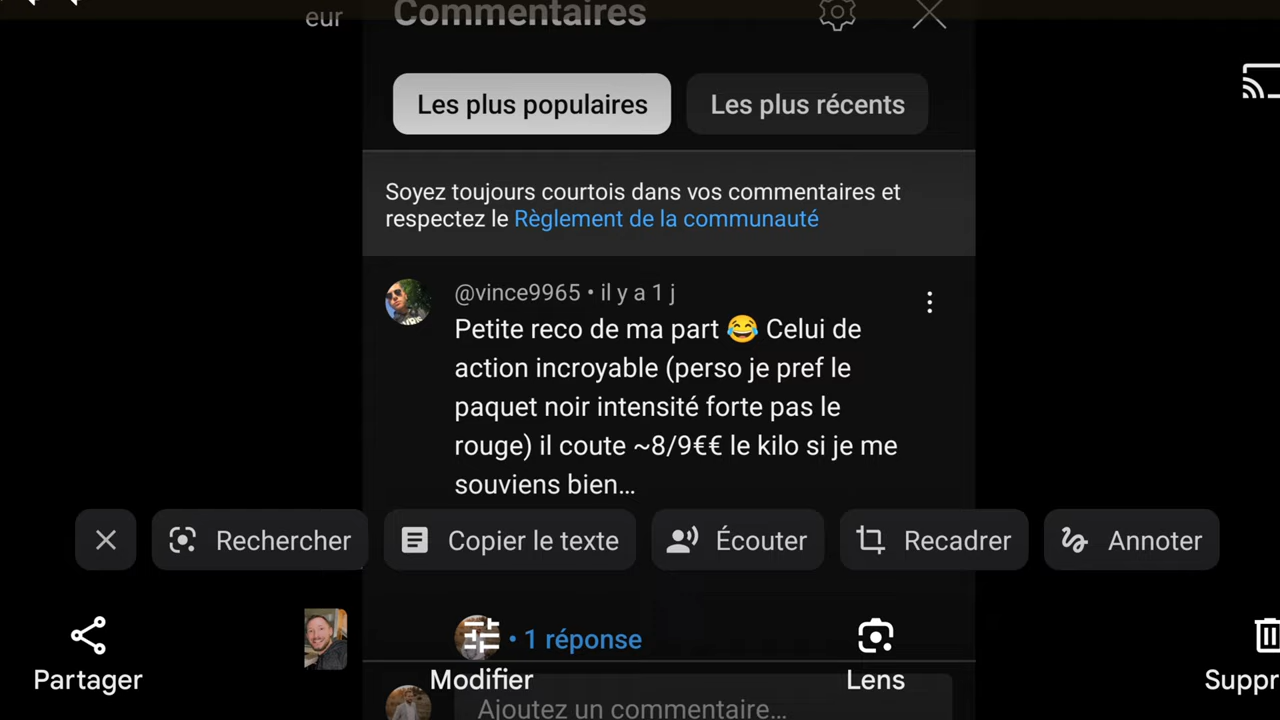 eur
Commentaires
Les plus populaires
Les plus récents
Soyez toujours courtois dans vos commentaires et
respectez le Règlement de la communauté
@vince9965 • il y a 1 j
Petite reco de ma part 😂 Celui de
action incroyable (perso je pref le
paquet noir intensité forte pas le
rouge) il coute ~8/9€€ le kilo si je me
souviens bien...
Rechercher
Copier le texte
Écouter
Recadrer
Annoter
• 1 réponse
Partager
Modifier
Lens
Suppr
Ajoutez un commentaire...